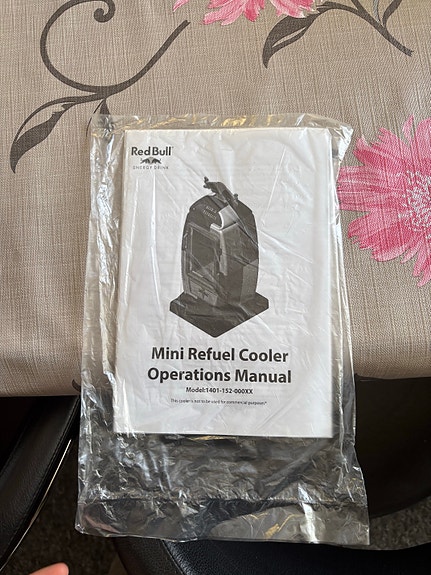 Red Bull
ENERGY DRINK
Mini Refuel Cooler
Operations Manual
Model:1401-152-000XX
This cooler is not to be used for commercial purposes*.